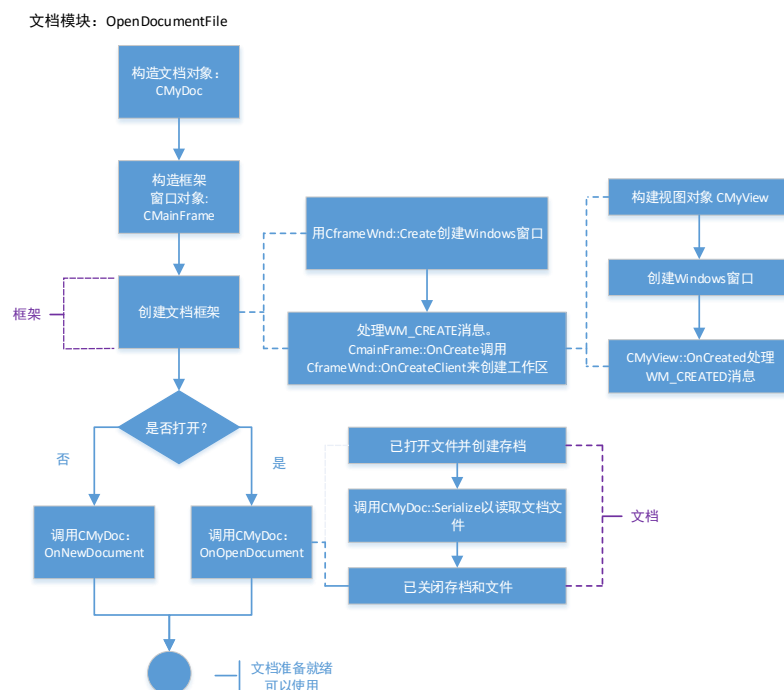 文档模块：OpenDocumentFile
构造文档对象：
CMyDoc
构造框架
窗口对象:
CMainFrame
框架
创建文档框架
用CframeWnd::Create创建Windows窗口
处理WM_CREATE消息。
CmainFrame::OnCreate调用
CframeWnd::OnCreateClient来创建工作区
构建视图对象 CMyView
创建Windows窗口
CMyView::OnCreated处理
WM_CREATED消息
是否打开？
否
是
调用CMyDoc：
OnNewDocument
调用CMyDoc：
OnOpenDocument
已打开文件并创建存档
调用CMyDoc::Serialize以读取文档文
件
已关闭存档和文件
文档
文档准备就绪
可以使用